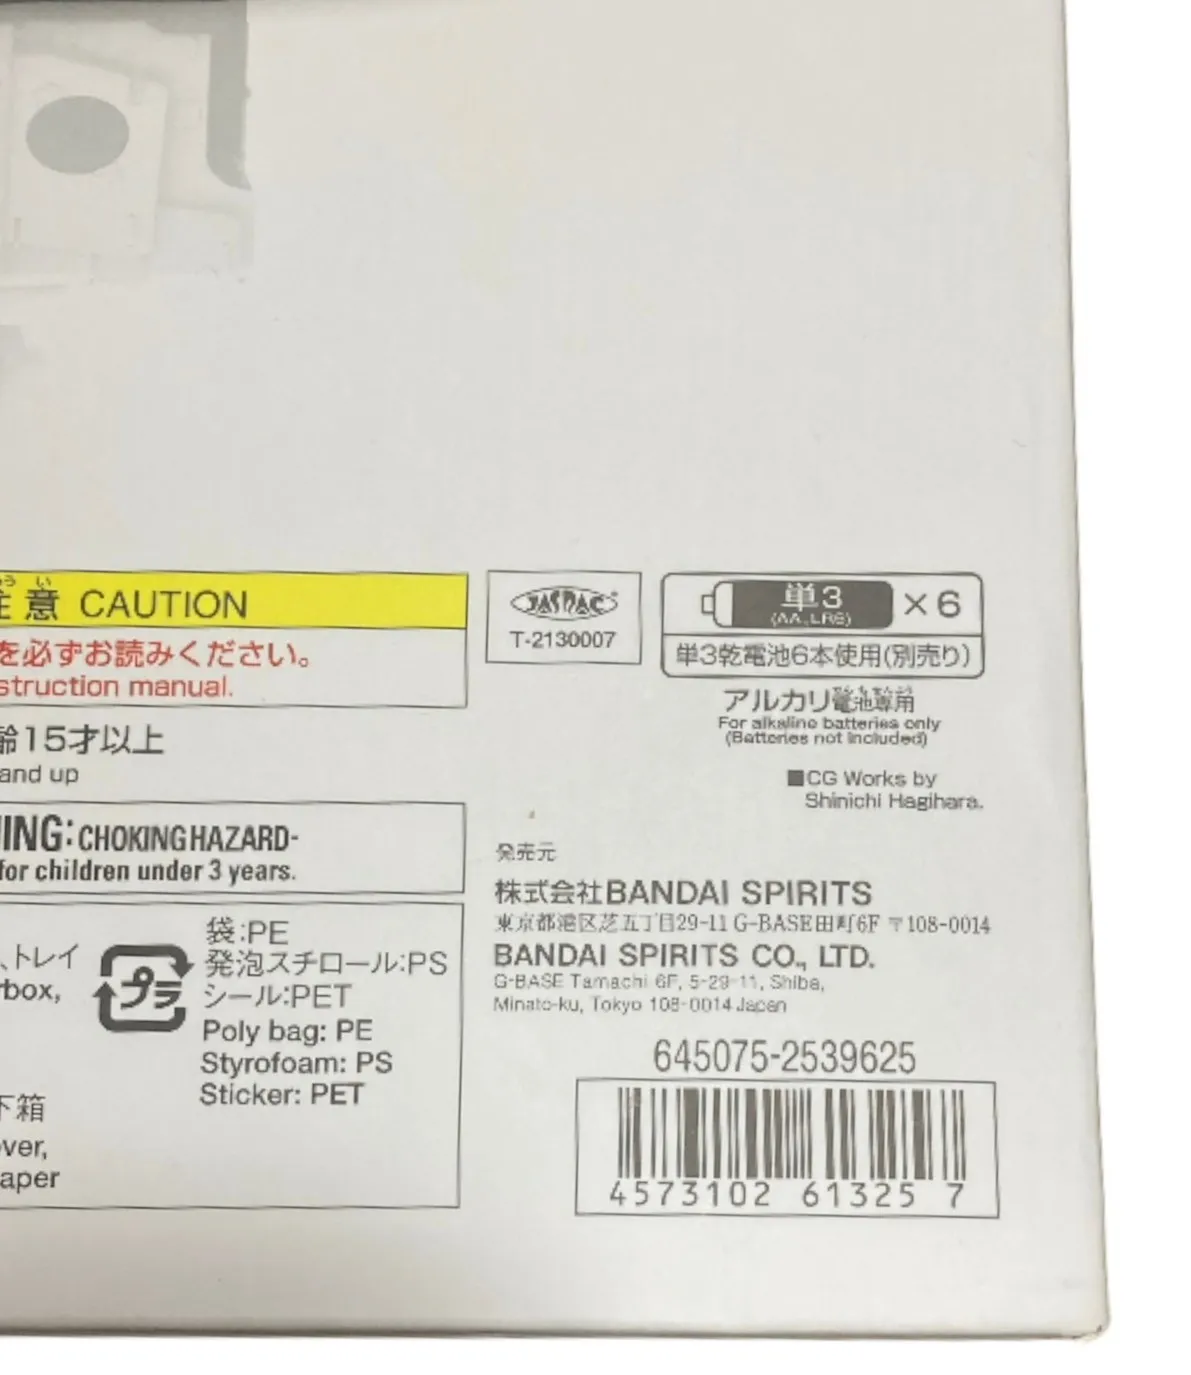 注意 CAUTION
を必ずお読みください。
struction manual.
齢15才以上
and up
ING: CHOKING HAZARD-
for children under 3 years.
、トレイ
rbox,
プラ
袋:PE
発泡スチロール:PS
シール:PET
Poly bag: PE
Styrofoam: PS
Sticker: PET
下箱
ver,
aper
JASRAC
T-2130007
単3
(AA, LR6)
×6
単3乾電池6本使用(別売り)
アルカリ電池専用
For alkaline batteries only
(Batteries not included)
■CG Works by
Shinichi Hagihara.
発売元
株式会社BANDAI SPIRITS
東京都港区芝五丁目29-11 G-BASE田町6F 〒108-0014
BANDAI SPIRITS CO., LTD.
G-BASE Tamachi 6F, 5-29-11, Shiba,
Minato-ku, Tokyo 108-0014 Japan
645075-2539625
4573102 61325 7